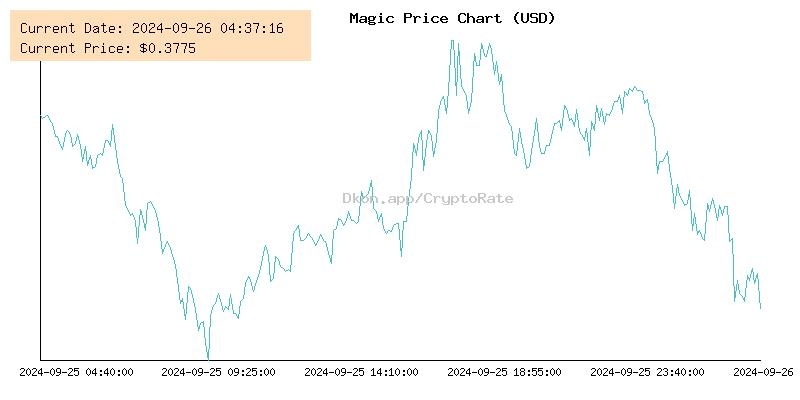 Magic Price Chart (USD)
Current Date: 2024-09-26 04:37:16
Current Price: $0.3775
Dkon.app/CryptoRate
2024-09-25 04:40:00 2024-09-25 09:25:00 2024-09-25 14:10:00 2024-09-25 18:55:00 2024-09-25 23:40:00 2024-09-26